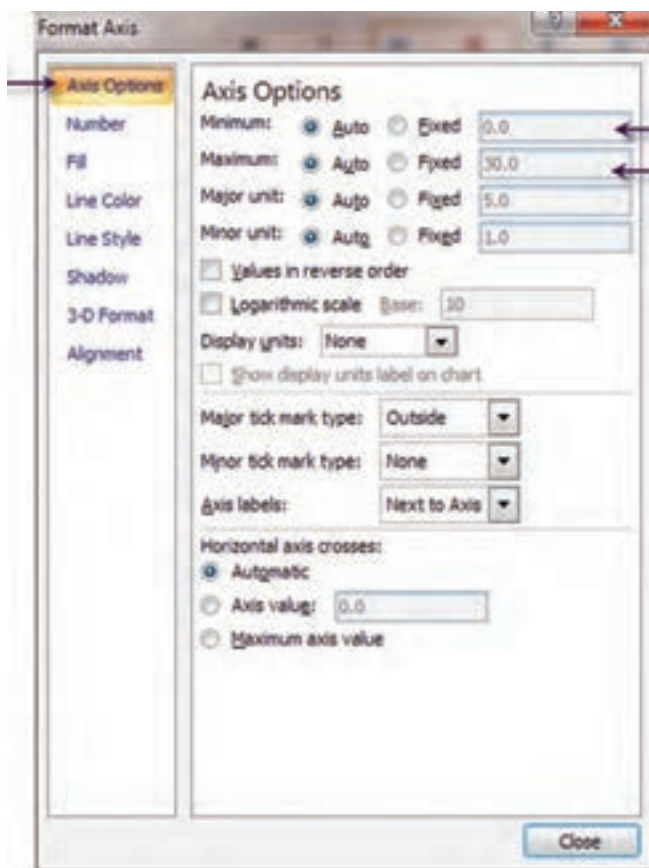 Format Axis
Axis Options
Number
Fill
Line Color
Line Style
Shadow
3-D Format
Alignment
Axis Options
Minimum: Auto Fixed 0.0
Maximum: Auto Fixed 30.0
Major unit: Auto Fixed 5.0
Minor unit: Auto Fixed 1.0
Values in reverse order
Logarithmic scale Base: 10
Display units: None
Show display units label on chart
Major tick mark type: Outside
Minor tick mark type: None
Axis labels: Next to Axis
Horizontal axis crosses:
Automatic
Axis value: 0.0
Maximum axis value
Close